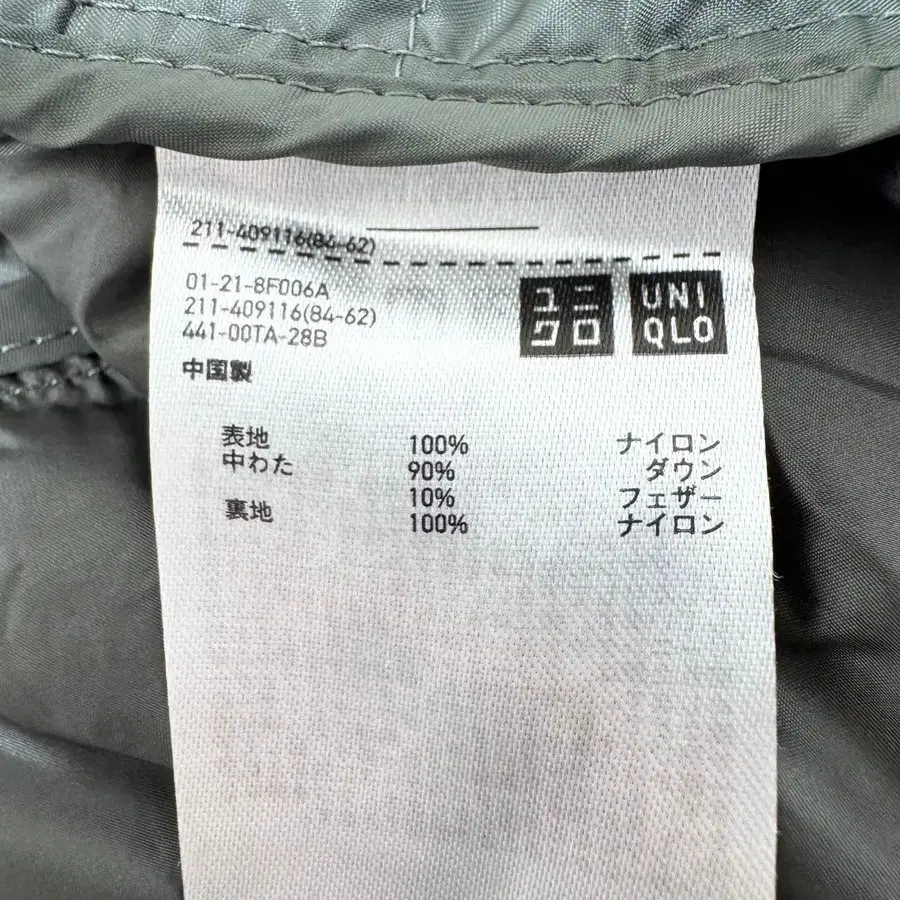 211-409116(84-62)
01-21-8F006A
211-409116(84-62)
441-00TA-28B
中国製
ユニ
クロ
UNI
QLO
表地 100% ナイロン
中わた 90% ダウン
10% フェザー
裏地 100% ナイロン